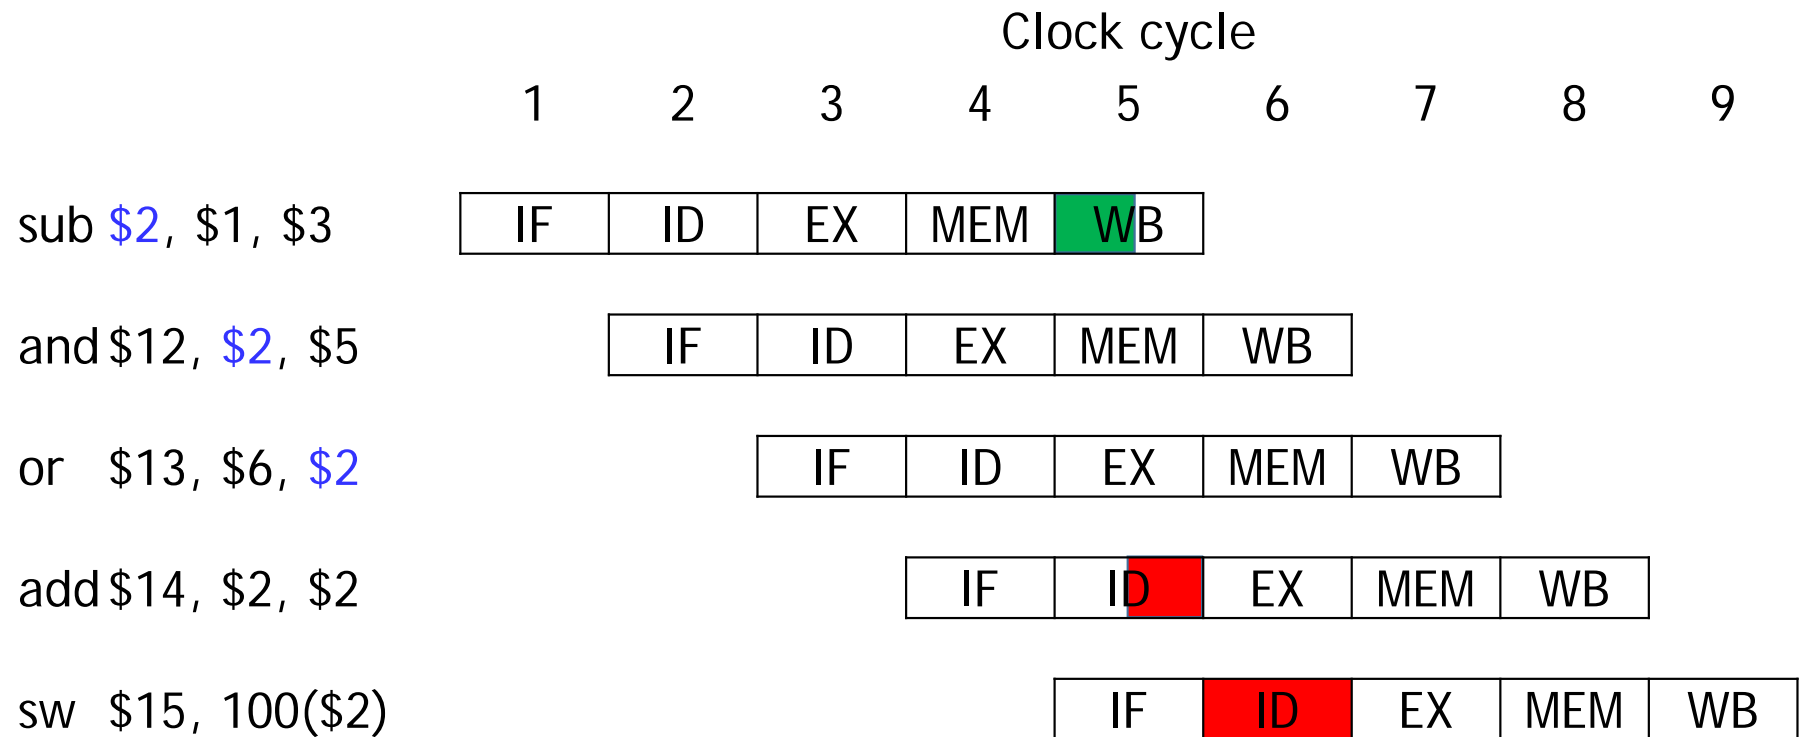 Clock cycle
1 2 3 4 5 6 7 8 9
sub $2, $1, $3 IF ID EX MEM WB
and $12, $2, $5 IF ID EX MEM WB
or $13, $6, $2 IF ID EX MEM WB
add $14, $2, $2 IF ID EX MEM WB
sw $15, 100($2) IF ID EX MEM WB